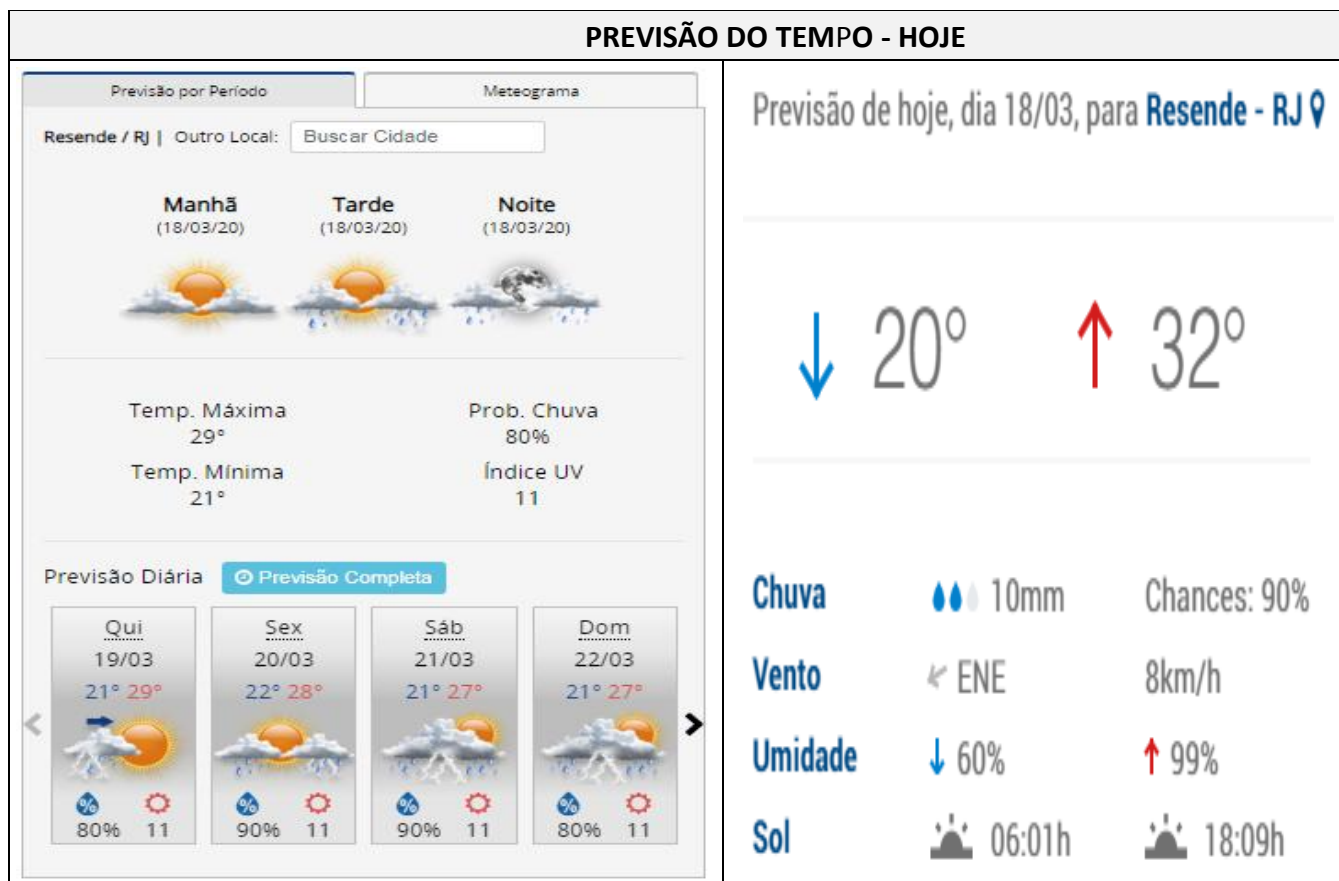 PREVISÃO DO TEMPO - HOJE
Previsão por Período
Meteograma
Resende / RJ | Outro Local: Buscar Cidade
Manhã Tarde Noite
(18/03/20) (18/03/20) (18/03/20)
Temp. Máxima Prob. Chuva
29° 80%
Temp. Mínima Índice UV
21° 11
Previsão Diária Previsão Completa
Qui Sex Sáb Dom
19/03 20/03 21/03 22/03
21° 29° 22° 28° 21° 27° 21° 27°
% % % %
80% 11 90% 11 90% 11 80% 11
Previsão de hoje, dia 18/03, para Resende - RJ
20° 32°
Chuva 10mm Chances: 90%
Vento ENE 8km/h
Umidade 60% 99%
Sol 06:01h 18:09h